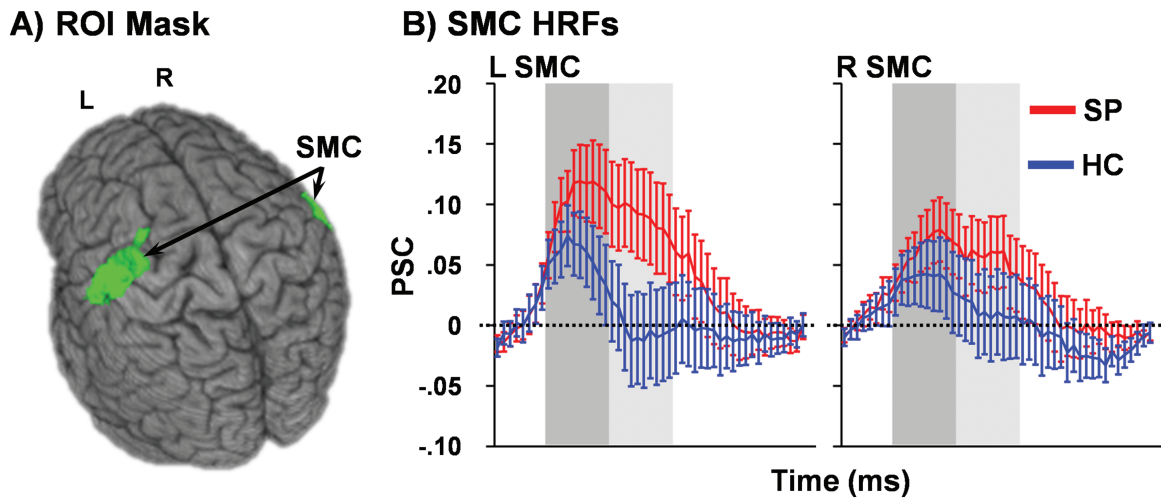 A) ROI Mask
L
R
SMC
B) SMC HRFs
L SMC
R SMC
SP
HC
PSC
.20
.15
.10
.05
0
-.05
-.10
Time (ms)